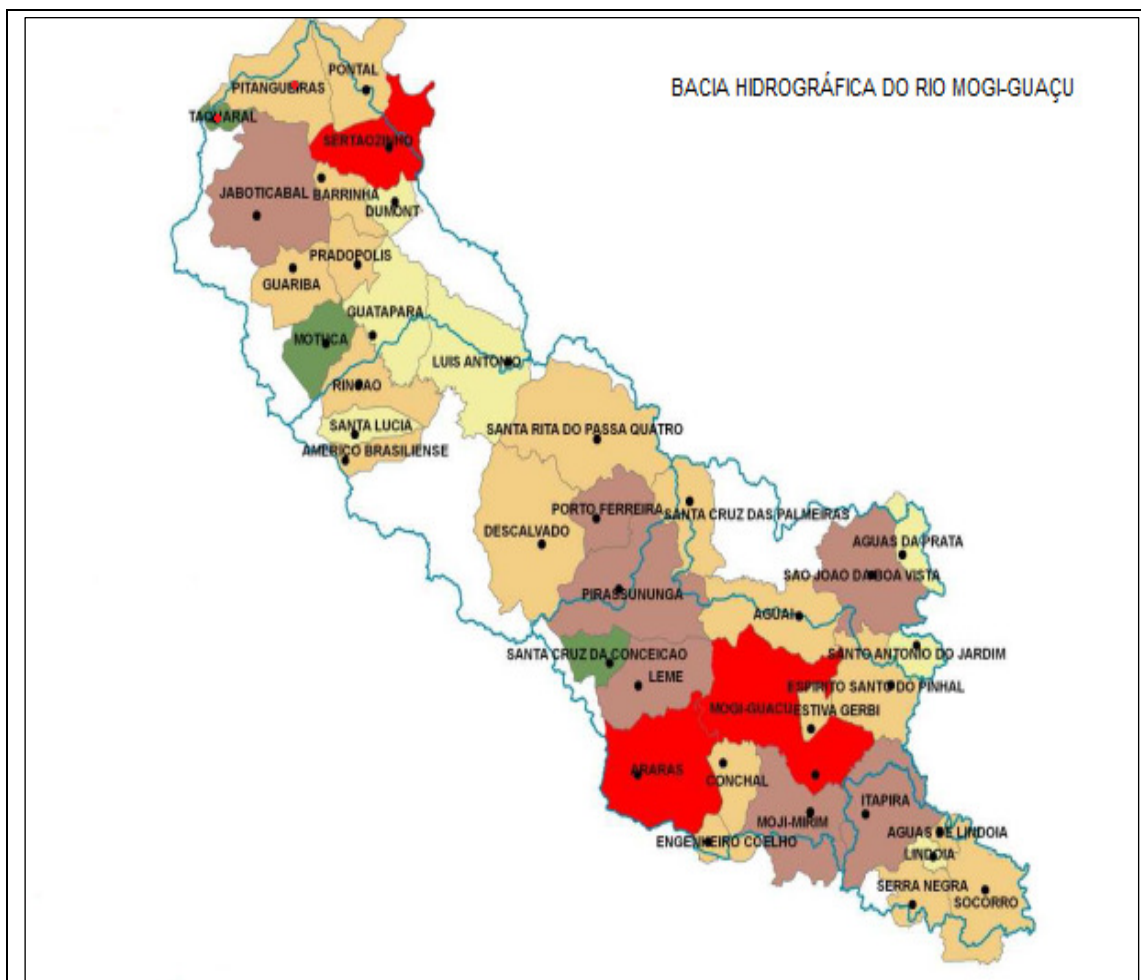 BACIA HIDROGRÁFICA DO RIO MOGI-GUAÇU
PONTAL
PITANGUEIRAS
TAQUARAL
SERTAOZINHO
JABOTICABAL
BARRINHA
DUMONT
PRADOPOLIS
GUARIBA
GUATAPARA
MOTUCA
LUIS ANTONIO
RINCAO
SANTA LUCIA
SANTA RITA DO PASSA QUATRO
AMERICO BRASILIENSE
PORTO FERREIRA
SANTA CRUZ DAS PALMEIRAS
DESCALVADO
AGUAS DA PRATA
SAO JOAO DA BOA VISTA
PIRASSUNUNGA
AGUAI
SANTA CRUZ DA CONCEICAO
SANTO ANTONIO DO JARDIM
LEME
ESPIRITO SANTO DO PINHAL
MOGI-GUACU
ESTIVA GERBI
ARARAS
CONCHAL
ITAPIRA
MOJI-MIRIM
AGUAS DE LINDOIA
ENGENHEIRO COELHO
LINDOIA
SERRA NEGRA
SOCORRO